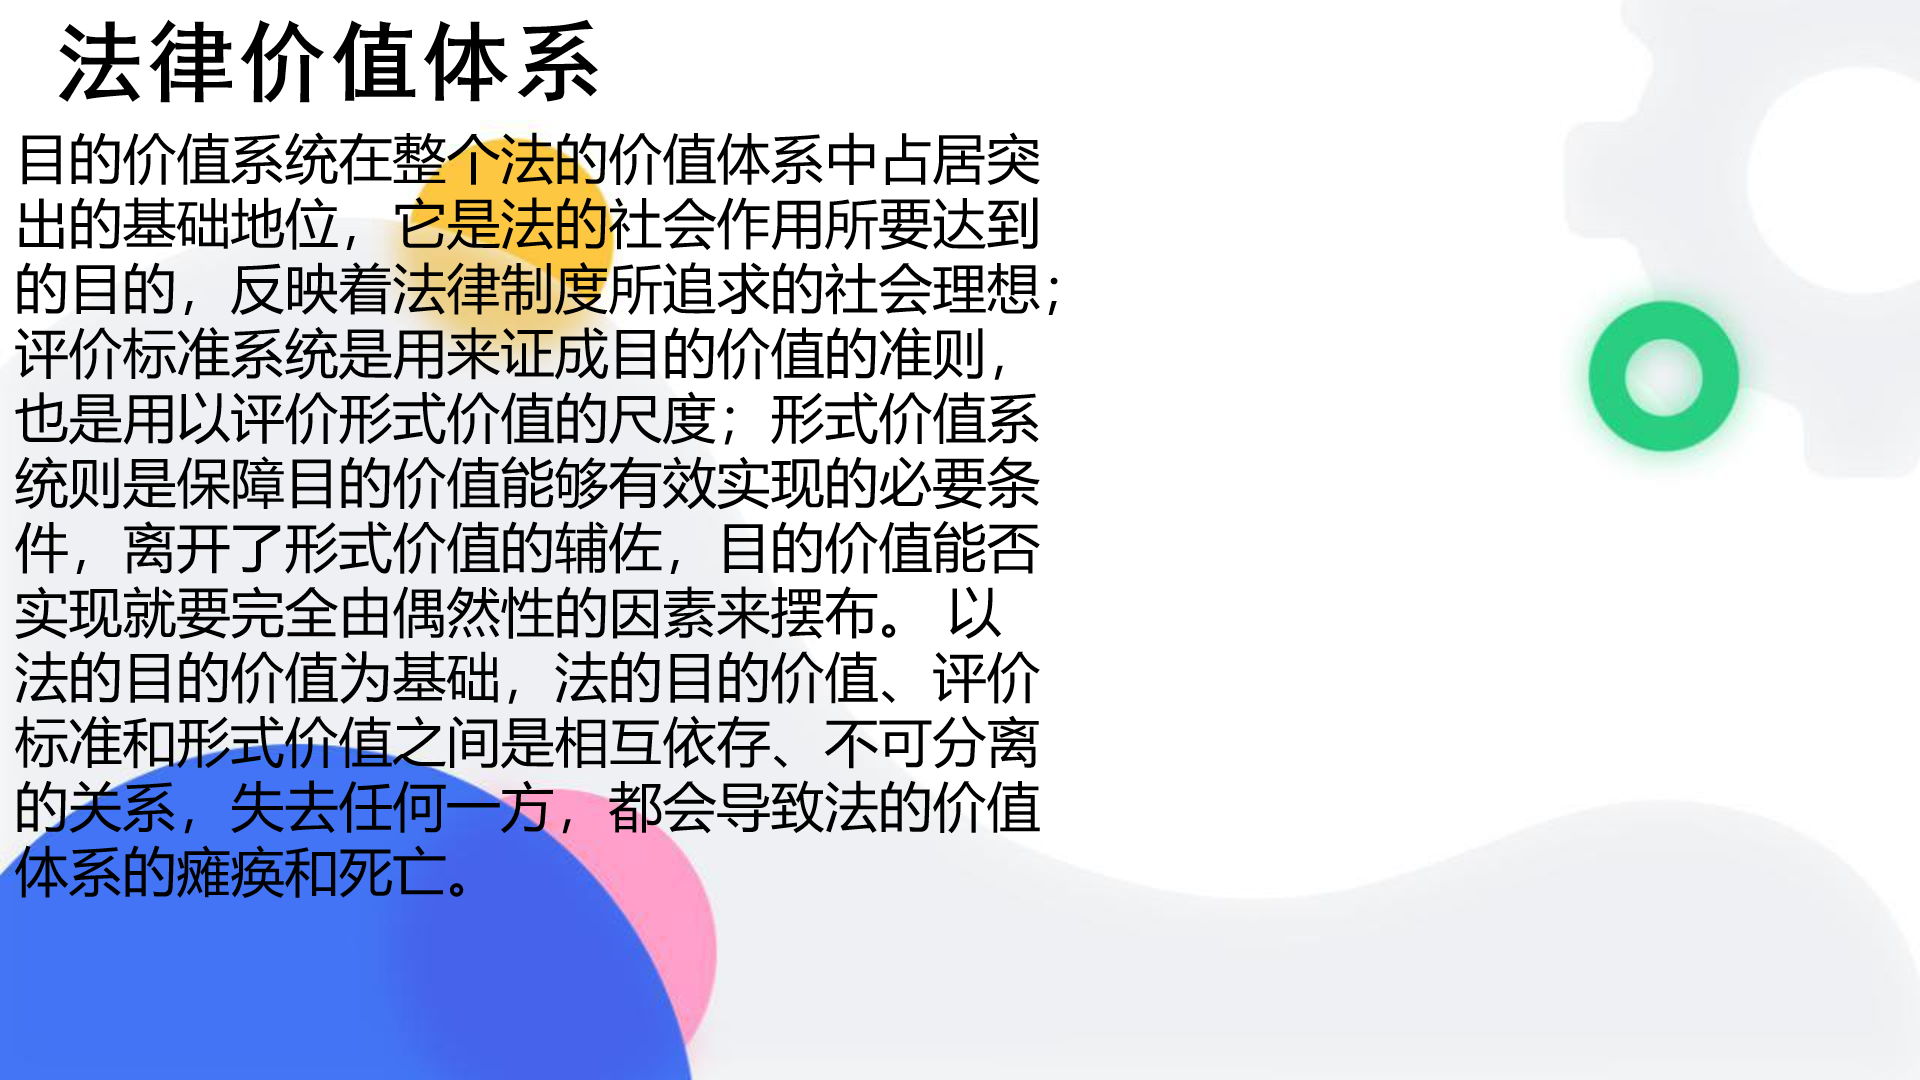 法律价值体系
目的价值系统在整个法的价值体系中占居突
出的基础地位，它是法的社会作用所要达到
的目的，反映着法律制度所追求的社会理想；
评价标准系统是用来证成目的价值的准则，
也是用以评价形式价值的尺度；形式价值系
统则是保障目的价值能够有效实现的必要条
件，离开了形式价值的辅佐，目的价值能否
实现就要完全由偶然性的因素来摆布。 以
法的目的价值为基础，法的目的价值、评价
标准和形式价值之间是相互依存、不可分离
的关系，失去任何一方，都会导致法的价值
体系的瘫痪和死亡。